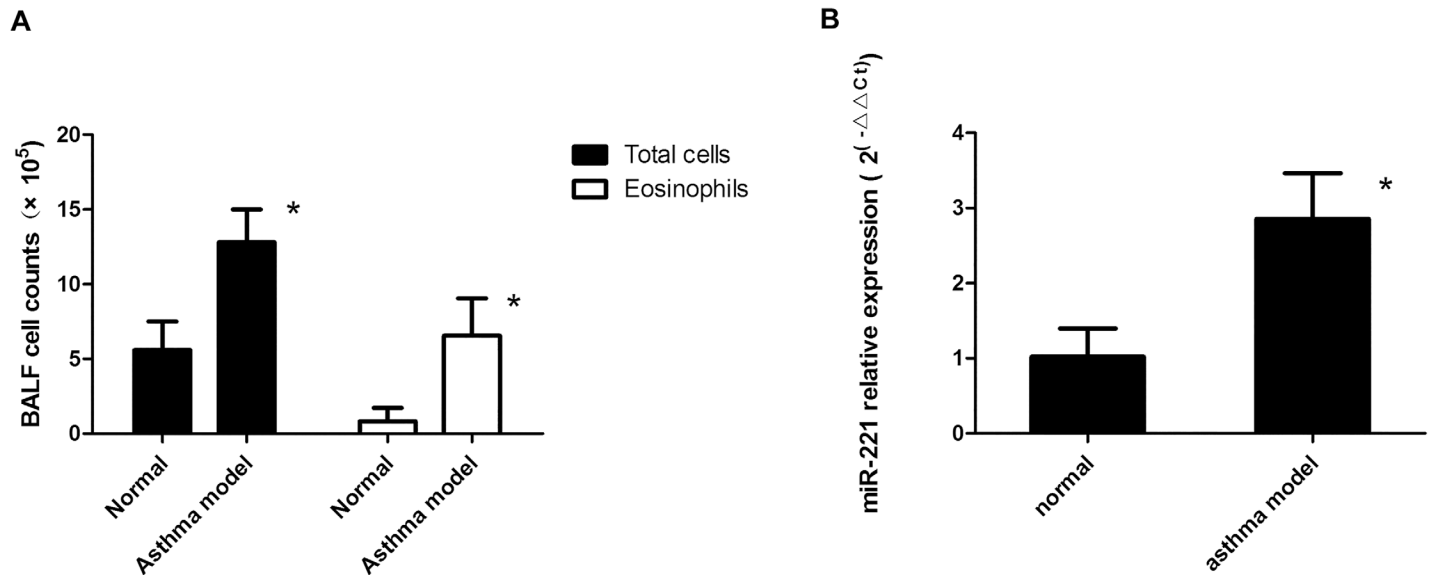 A
BALF cell counts (× 10⁵)
20
15
10
5
0
*
*
Normal
Asthma model
Normal
Asthma model
Total cells
Eosinophils
B
miR-221 relative expression ( 2(-△△Ct))
4
3
2
1
0
*
normal
asthma model